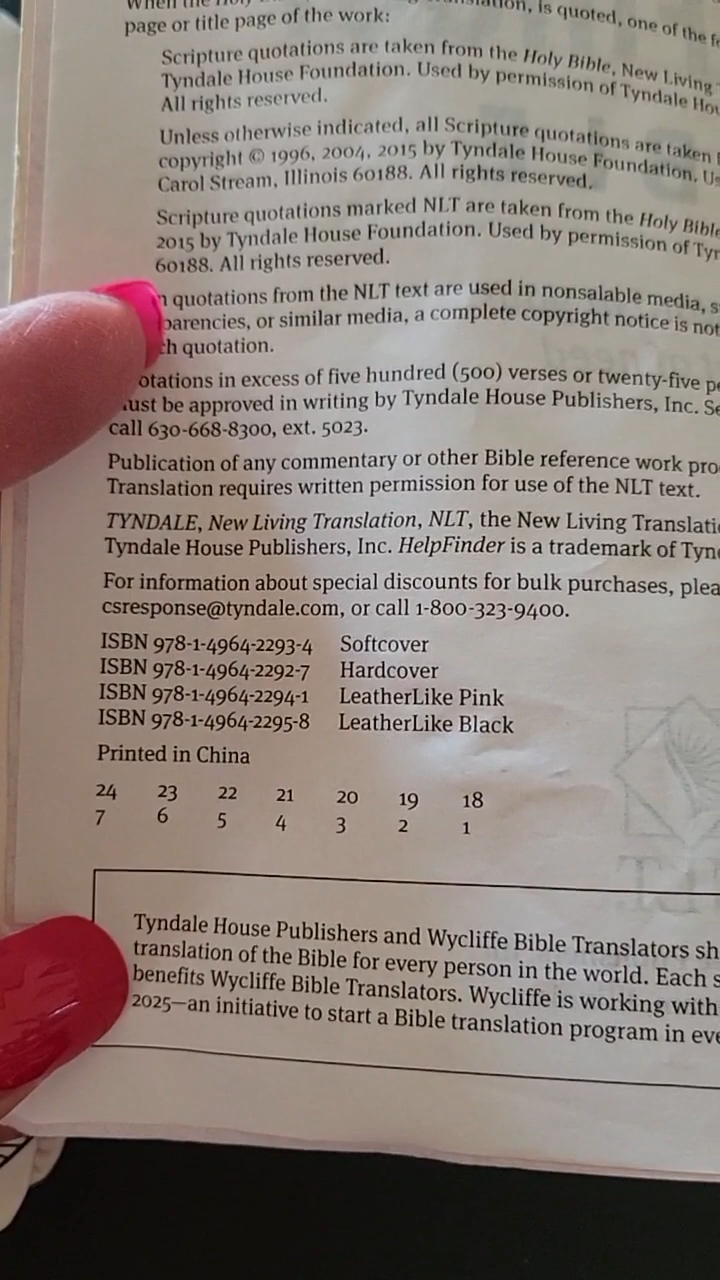 page or title page of the work:
is quoted, one of the
Scripture quotations are taken from the Holy Bible, New Living
Tyndale House Foundation. Used by permission of Tyndale
All rights reserved.
Unless otherwise indicated, all Scripture quotations are taken
copyright © 1996, 2004, 2015 by Tyndale House Foundation.
Carol Stream, Illinois 60188. All rights reserved.
Scripture quotations marked NLT are taken from the Holy Bible
2015 by Tyndale House Foundation. Used by permission of
60188. All rights reserved.
quotations from the NLT text are used in nonsalable media,
parencies, or similar media, a complete copyright notice is not
quotation.
otations in excess of five hundred (500) verses or twenty-five
ust be approved in writing by Tyndale House Publishers, Inc.
call 630-668-8300, ext. 5023.
Publication of any commentary or other Bible reference work pro
Translation requires written permission for use of the NLT text.
TYNDALE, New Living Translation, NLT, the New Living Translati
Tyndale House Publishers, Inc. HelpFinder is a trademark of Tyn
For information about special discounts for bulk purchases, plea
csresponse@tyndale.com, or call 1-800-323-9400.
ISBN 978-1-4964-2293-4 Softcover
ISBN 978-1-4964-2292-7 Hardcover
ISBN 978-1-4964-2294-1 LeatherLike Pink
ISBN 978-1-4964-2295-8 LeatherLike Black
Printed in China
24 23 22 21 20 19 18
7 6 5 4 3 2 1
Tyndale House Publishers and Wycliffe Bible Translators sh
translation of the Bible for every person in the world. Each s
benefits Wycliffe Bible Translators. Wycliffe is working with
2025—an initiative to start a Bible translation program in eve